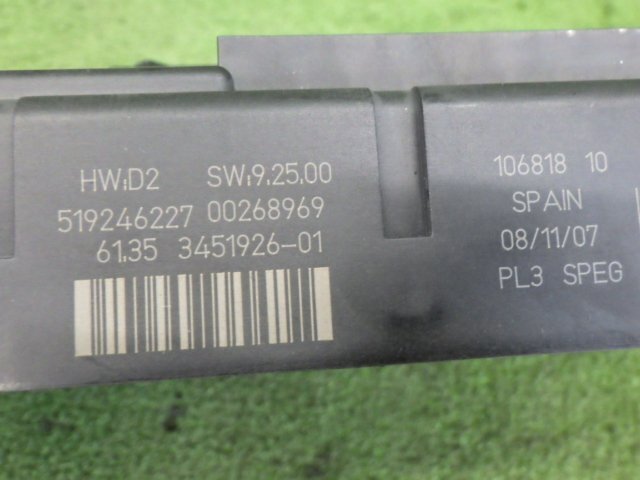 HW:D2 SW:9.25.00
519246227 00268969
61.35 3451926-01
106818 10
SPAIN
08/11/07
PL3 SPEG